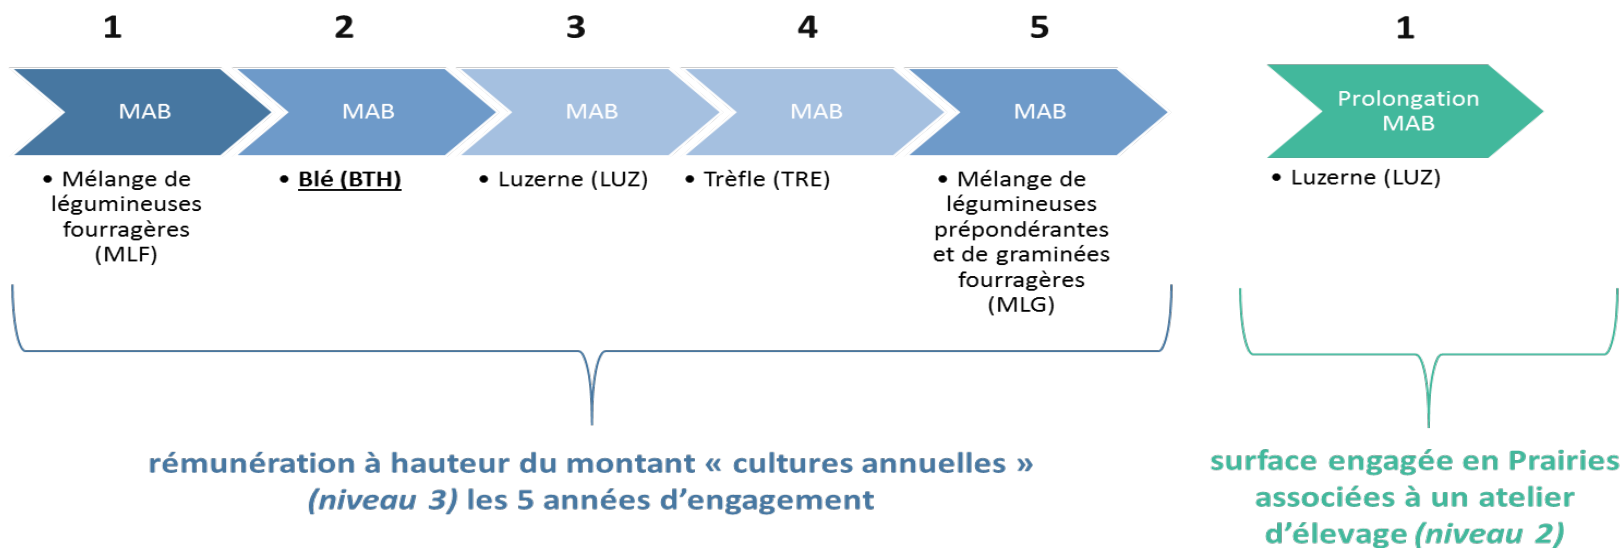 1 2 3 4 5 1
MAB MAB MAB MAB MAB Prolongation
MAB
• Mélange de
légumineuses
fourragères
(MLF)
• Blé (BTH)
• Luzerne (LUZ)
• Trèfle (TRE)
• Mélange de
légumineuses
prépondérantes
et de graminées
fourragères
(MLG)
• Luzerne (LUZ)
rémunération à hauteur du montant « cultures annuelles »
(niveau 3) les 5 années d’engagement
surface engagée en Prairies
associées à un atelier
d’élevage (niveau 2)